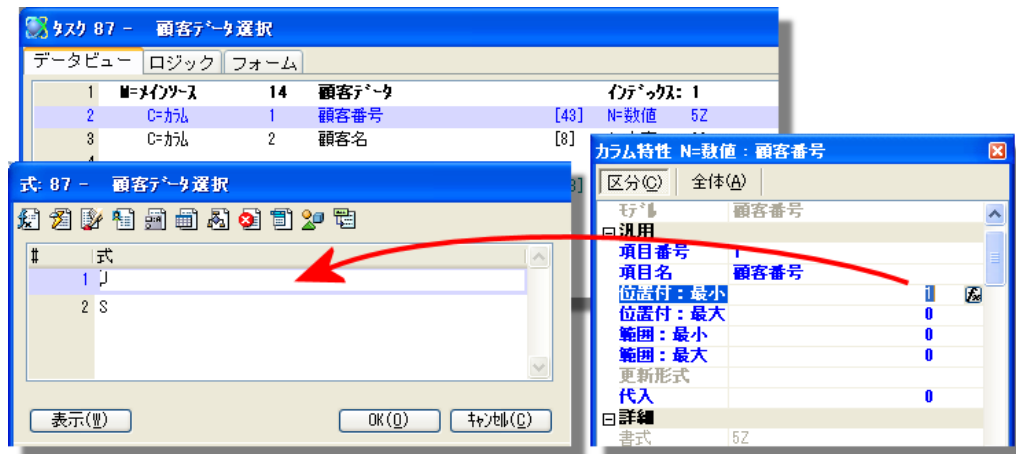 タスク 87 - 顧客データ選択
データビュー ロジック フォーム
1 M=メインソース 14 顧客データ インデックス: 1
2 C=カラム 1 顧客番号 [43] N=数値 5Z
3 C=カラム 2 顧客名 [8]
カラム特性 N=数値 : 顧客番号
区分(C) 全体(A)
モデル 顧客番号
汎用
項目番号 1
項目名 顧客番号
位置付:最小 1
位置付:最大 0
範囲:最小 0
範囲:最大 0
更新形式
代入 0
詳細
書式 5Z
式: 87 - 顧客データ選択
# 式
1 J
2 S
表示(W) OK(O) キャンセル(C)